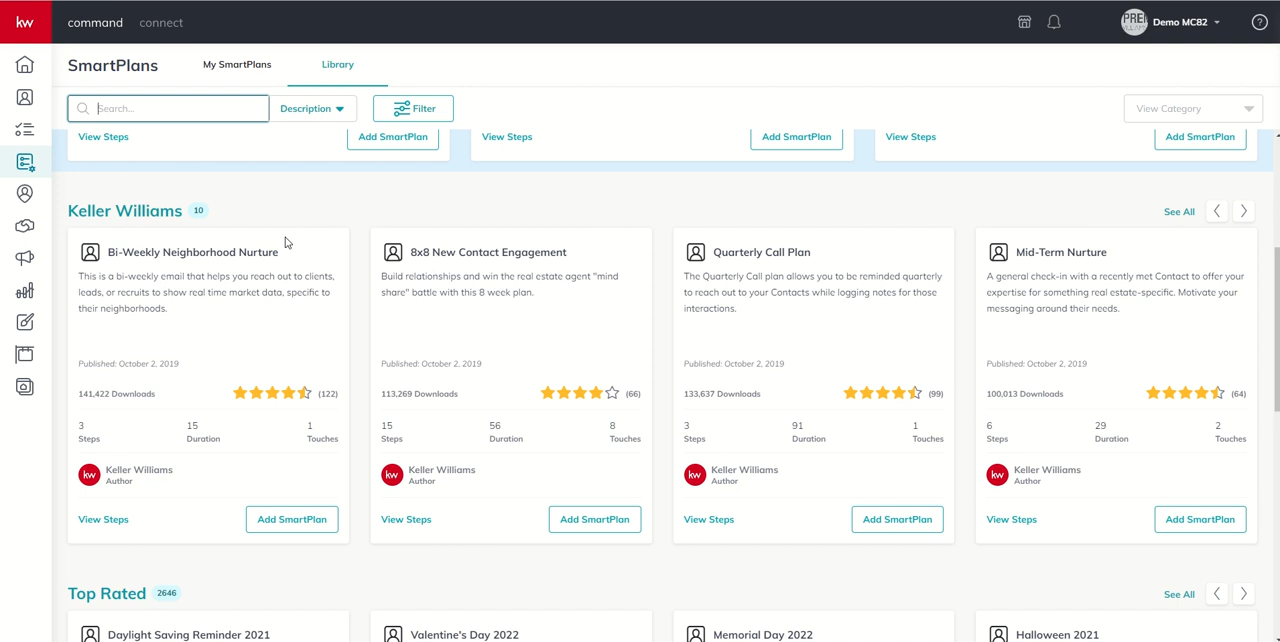 kw command connect Demo MC82 ?
SmartPlans My SmartPlans Library
Search... Description Filter View Category
View Steps Add SmartPlan View Steps Add SmartPlan View Steps Add SmartPlan
Keller Williams 10 See All
Bi-Weekly Neighborhood Nurture
This is a bi-weekly email that helps you reach out to clients,
leads, or recruits to show real time market data, specific to
their neighborhoods.
Published: October 2, 2019
141,422 Downloads (122)
3 15 1
Steps Duration Touches
kw Keller Williams
Author
View Steps Add SmartPlan
8x8 New Contact Engagement
Build relationships and win the real estate agent "mind
share" battle with this 8 week plan.
Published: October 2, 2019
113,269 Downloads (66)
15 56 8
Steps Duration Touches
kw Keller Williams
Author
View Steps Add SmartPlan
Quarterly Call Plan
The Quarterly Call plan allows you to be reminded quarterly
to reach out to your Contacts while logging notes for those
interactions.
Published: October 2, 2019
133,637 Downloads (99)
3 91 1
Steps Duration Touches
kw Keller Williams
Author
View Steps Add SmartPlan
Mid-Term Nurture
A general check-in with a recently met Contact to offer your
expertise for something real estate-specific. Motivate your
messaging around their needs.
Published: October 2, 2019
100,013 Downloads (64)
6 29 2
Steps Duration Touches
kw Keller Williams
Author
View Steps Add SmartPlan
Top Rated 2646 See All
Daylight Saving Reminder 2021 Valentine's Day 2022 Memorial Day 2022 Halloween 2021